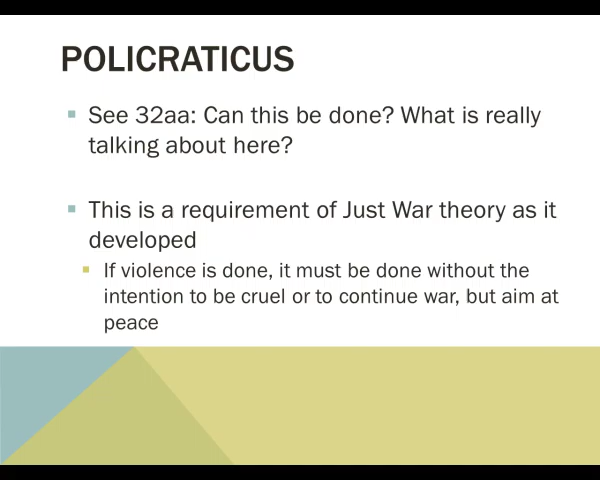 POLICRATICUS
See 32aa: Can this be done? What is really
talking about here?
This is a requirement of Just War theory as it
developed
If violence is done, it must be done without the
intention to be cruel or to continue war, but aim at
peace